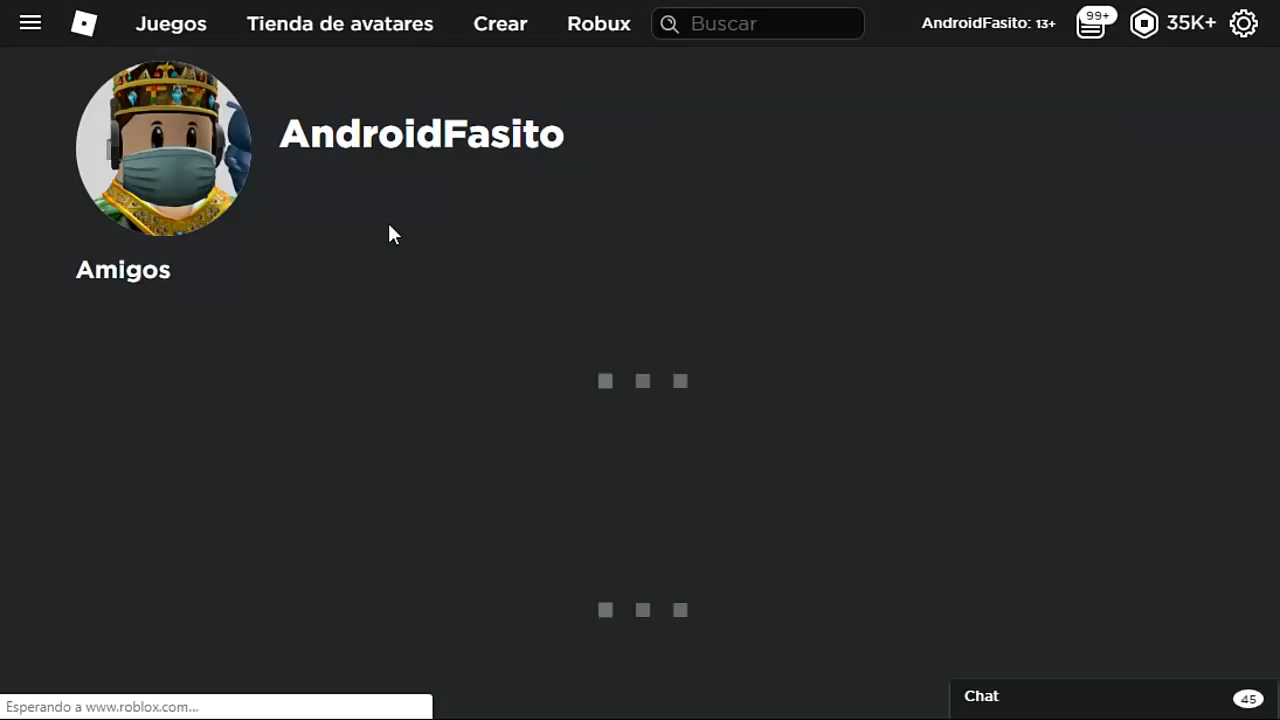 Juegos Tienda de avatares Crear Robux Buscar AndroidFasito: 13+ 99+ 35K+
AndroidFasito
Amigos
Esperando a www.roblox.com...
Chat 45